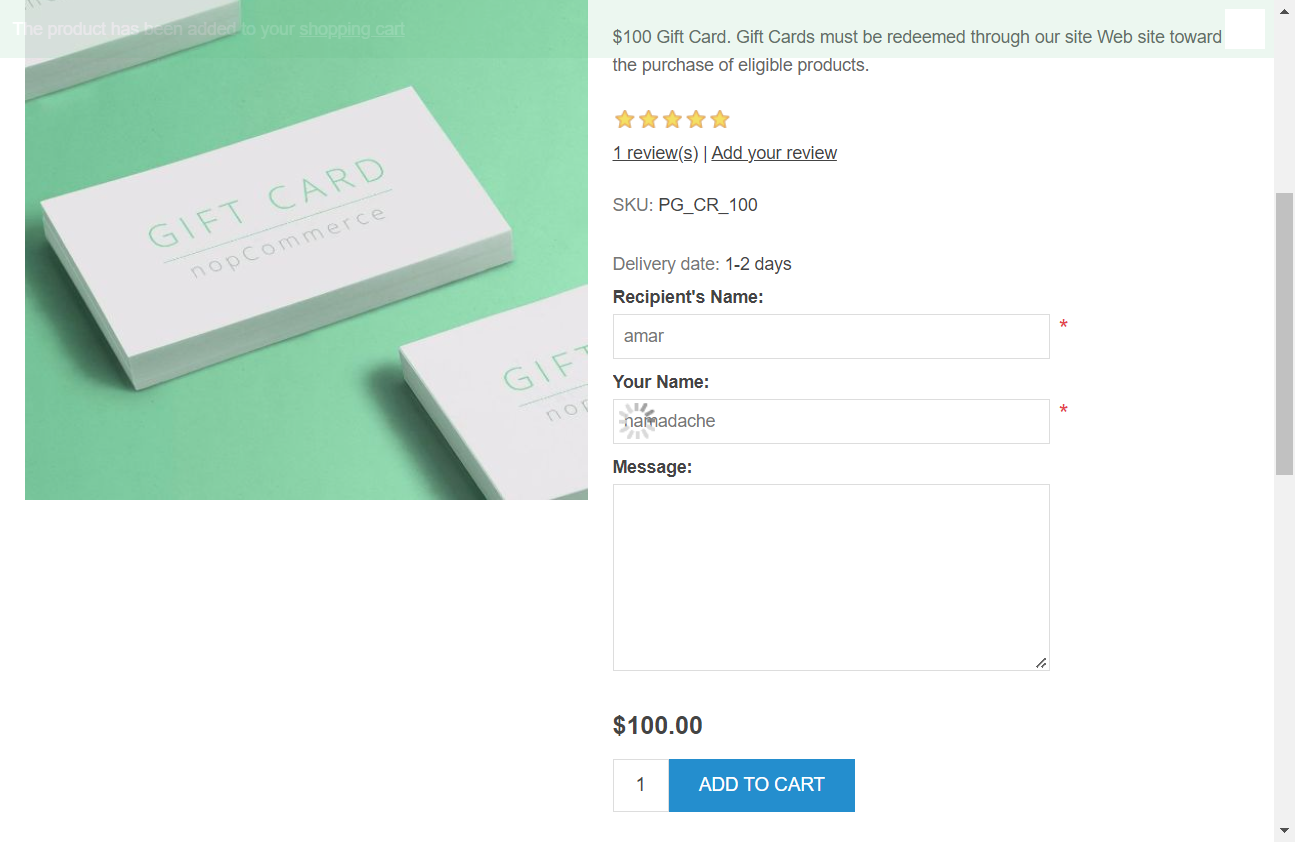 The product has been added to your shopping cart
$100 Gift Card. Gift Cards must be redeemed through our site Web site toward
the purchase of eligible products.
1 review(s) | Add your review
SKU: PG_CR_100
Delivery date: 1-2 days
Recipient's Name:
amar
*
Your Name:
hamadache
*
Message:
$100.00
1 ADD TO CART
GIFT CARD
nopCommerce
GIFT
nop